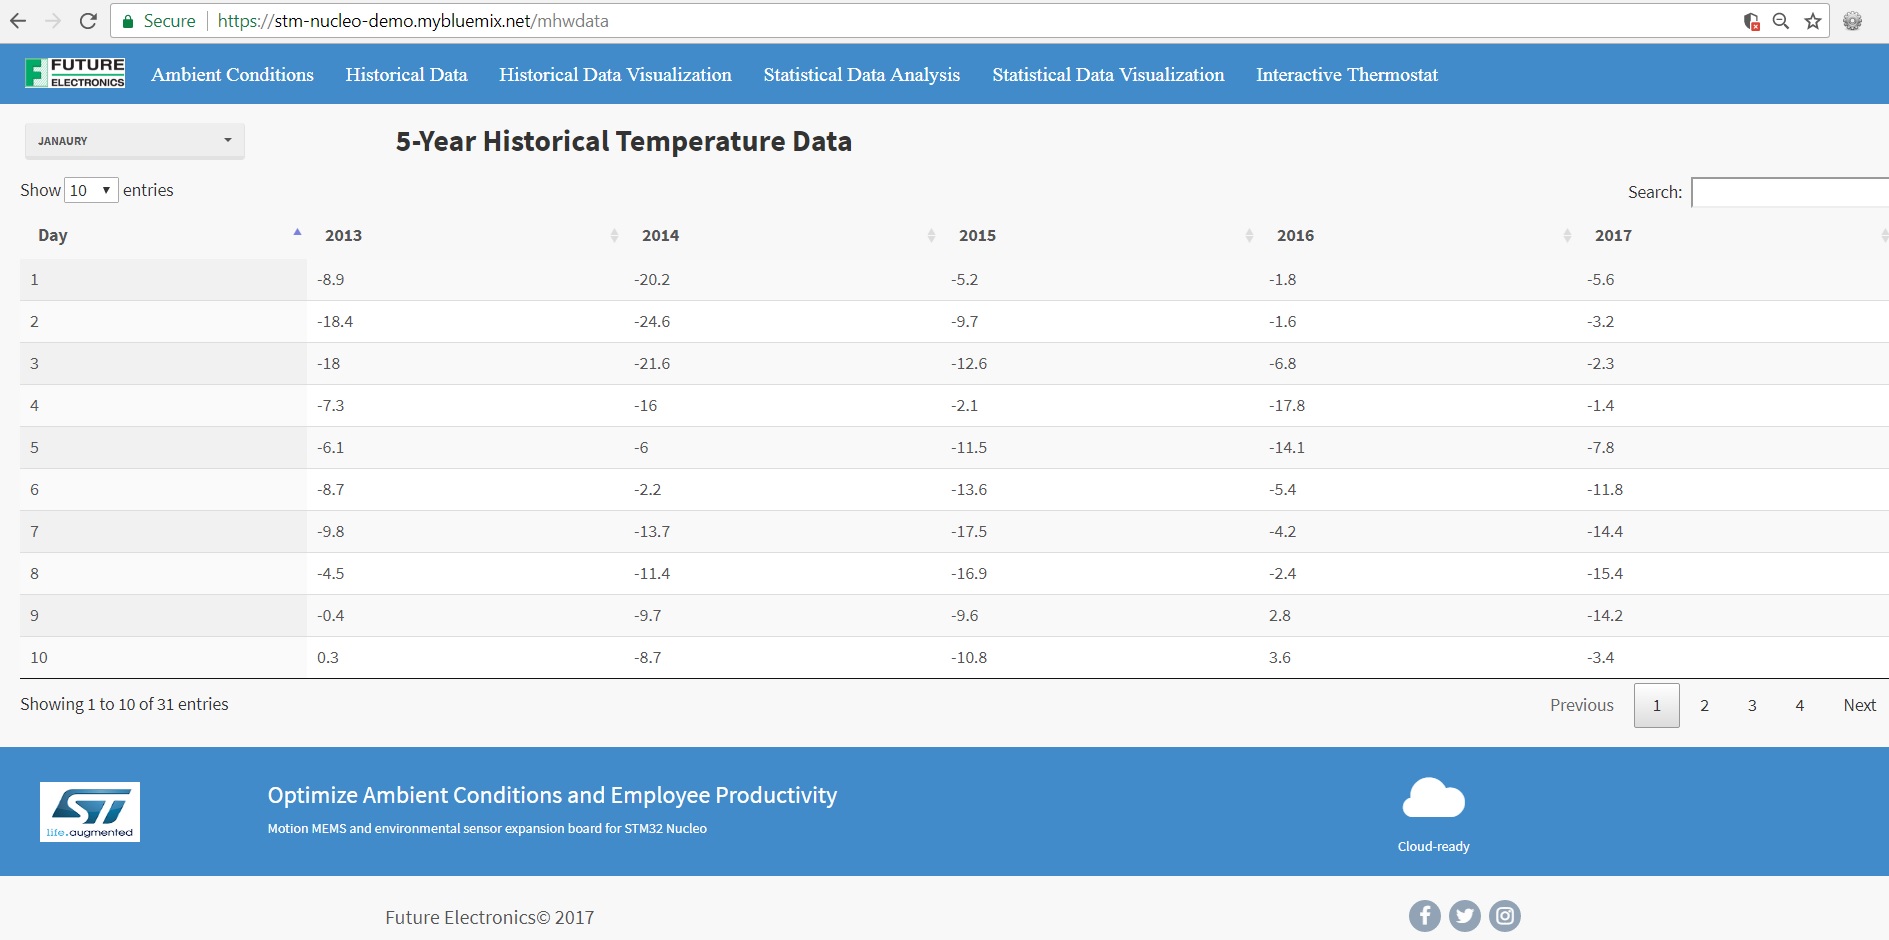 Secure https://stm-nucleo-demo.mybluemix.net/mhwdata
FUTURE
ELECTRONICS
Ambient Conditions Historical Data Historical Data Visualization Statistical Data Analysis Statistical Data Visualization Interactive Thermostat
JANAURY
5-Year Historical Temperature Data
Show 10 entries
Search:
Day 2013 2014 2015 2016 2017
1 -8.9 -20.2 -5.2 -1.8 -5.6
2 -18.4 -24.6 -9.7 -1.6 -3.2
3 -18 -21.6 -12.6 -6.8 -2.3
4 -7.3 -16 -2.1 -17.8 -1.4
5 -6.1 -6 -11.5 -14.1 -7.8
6 -8.7 -2.2 -13.6 -5.4 -11.8
7 -9.8 -13.7 -17.5 -4.2 -14.4
8 -4.5 -11.4 -16.9 -2.4 -15.4
9 -0.4 -9.7 -9.6 2.8 -14.2
10 0.3 -8.7 -10.8 3.6 -3.4
Showing 1 to 10 of 31 entries
Previous 1 2 3 4 Next
ST
life.augmented
Optimize Ambient Conditions and Employee Productivity
Motion MEMS and environmental sensor expansion board for STM32 Nucleo
Cloud-ready
Future Electronics© 2017